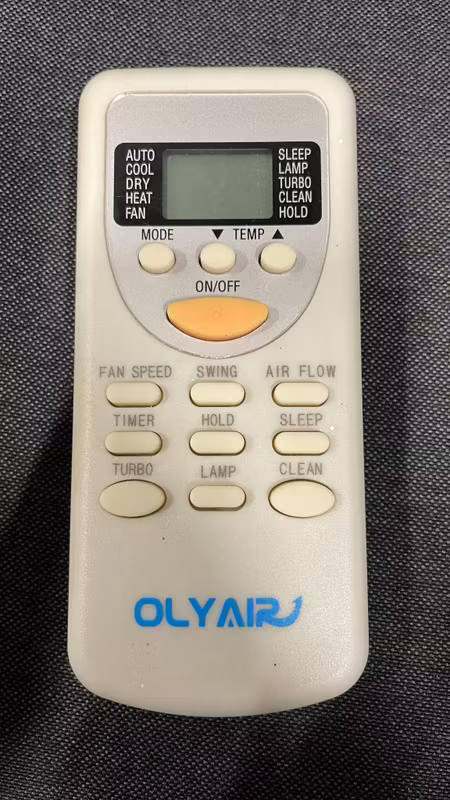 AUTO
COOL
DRY
HEAT
FAN
SLEEP
LAMP
TURBO
CLEAN
HOLD
MODE ▼ TEMP ▲
ON/OFF
FAN SPEED SWING AIR FLOW
TIMER HOLD SLEEP
TURBO LAMP CLEAN
OLYAIR